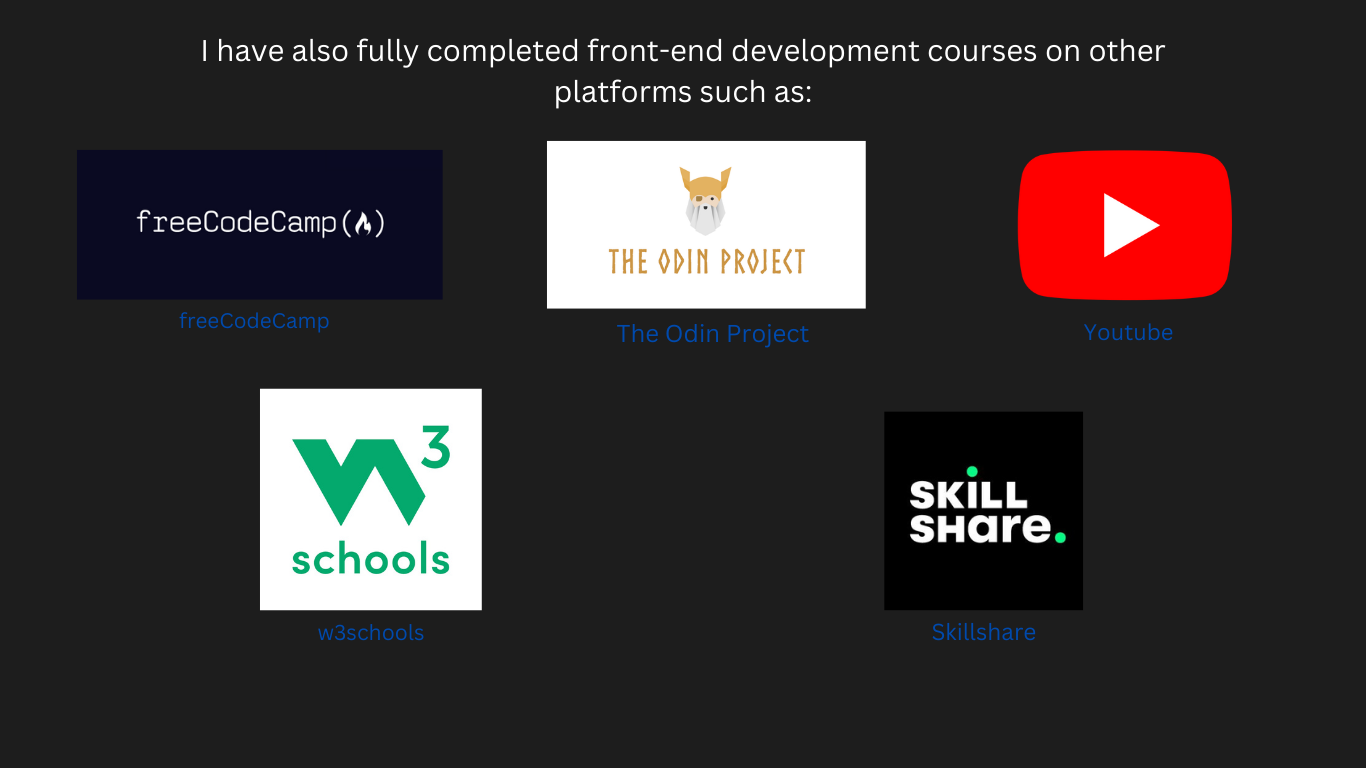 I have also fully completed front-end development courses on other
platforms such as:
freeCodeCamp(
)
THE ODIN PROJECT
freeCodeCamp
The Odin Project
Youtube
w3
schools
SKiLL
SHare.
w3schools
Skillshare